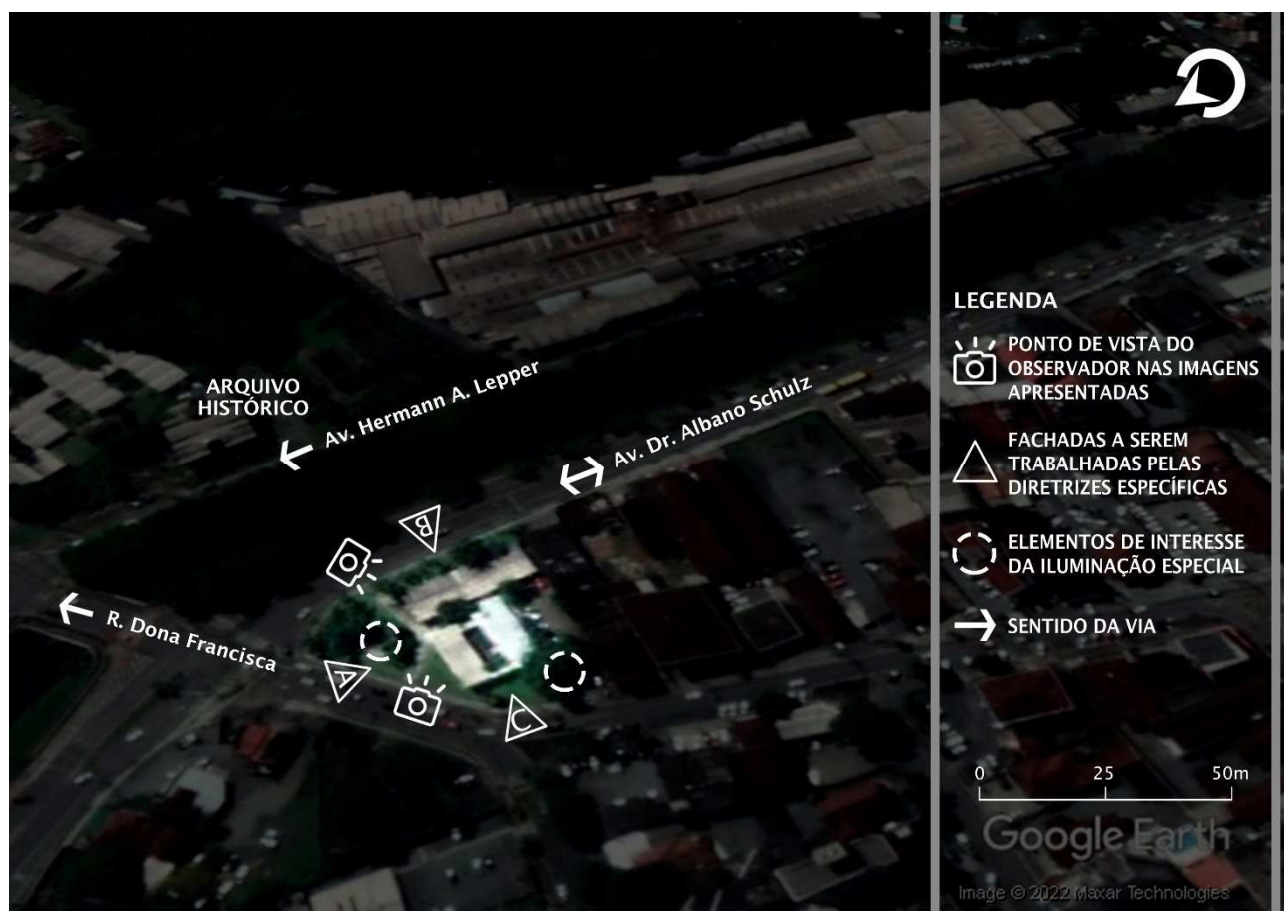 ARQUIVO
HISTÓRICO
Av. Hermann A. Lepper
Av. Dr. Albano Schulz
R. Dona Francisca
B
A
C
LEGENDA
PONTO DE VISTA DO
OBSERVADOR NAS IMAGENS
APRESENTADAS
FACHADAS A SEREM
TRABALHADAS PELAS
DIRETRIZES ESPECÍFICAS
ELEMENTOS DE INTERESSE
DA ILUMINAÇÃO ESPECIAL
SENTIDO DA VIA
0 25 50m
Google Earth
Image © 2022 Maxar Technologies